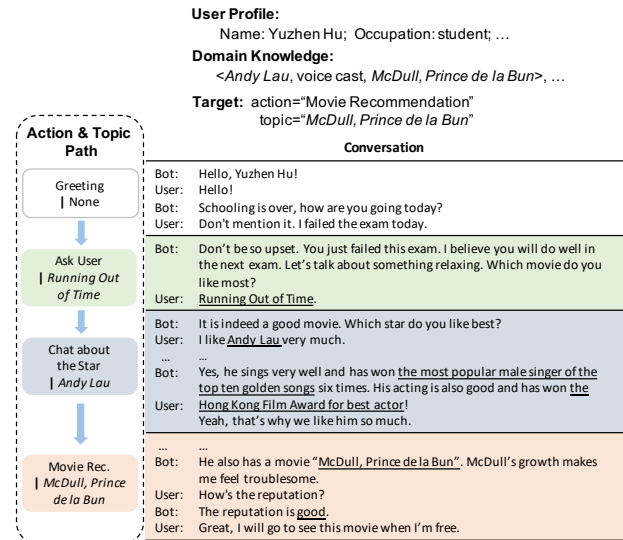 User Profile:
Name: Yuzhen Hu; Occupation: student; …
Domain Knowledge:
<Andy Lau, voice cast, McDull, Prince de la Bun>, …
Target: action="Movie Recommendation"
topic="McDull, Prince de la Bun"
Action & Topic
Path
Conversation
Greeting
| None
Bot: Hello, Yuzhen Hu!
User: Hello!
Bot: Schooling is over, how are you going today?
User: Don't mention it. I failed the exam today.
Ask User
| Running Out
of Time
Bot: Don't be so upset. You just failed this exam. I believe you will do well in
the next exam. Let's talk about something relaxing. Which movie do you
like most?
User: Running Out of Time.
Chat about
the Star
| Andy Lau
Bot: It is indeed a good movie. Which star do you like best?
User: I like Andy Lau very much.
… …
Bot: Yes, he sings very well and has won the most popular male singer of the
top ten golden songs six times. His acting is also good and has won the
User: Hong Kong Film Award for best actor!
Yeah, that's why we like him so much.
Movie Rec.
| McDull, Prince
de la Bun
… …
Bot: He also has a movie "McDull, Prince de la Bun". McDull's growth makes
me feel troublesome.
User: How's the reputation?
Bot: The reputation is good.
User: Great, I will go to see this movie when I'm free.